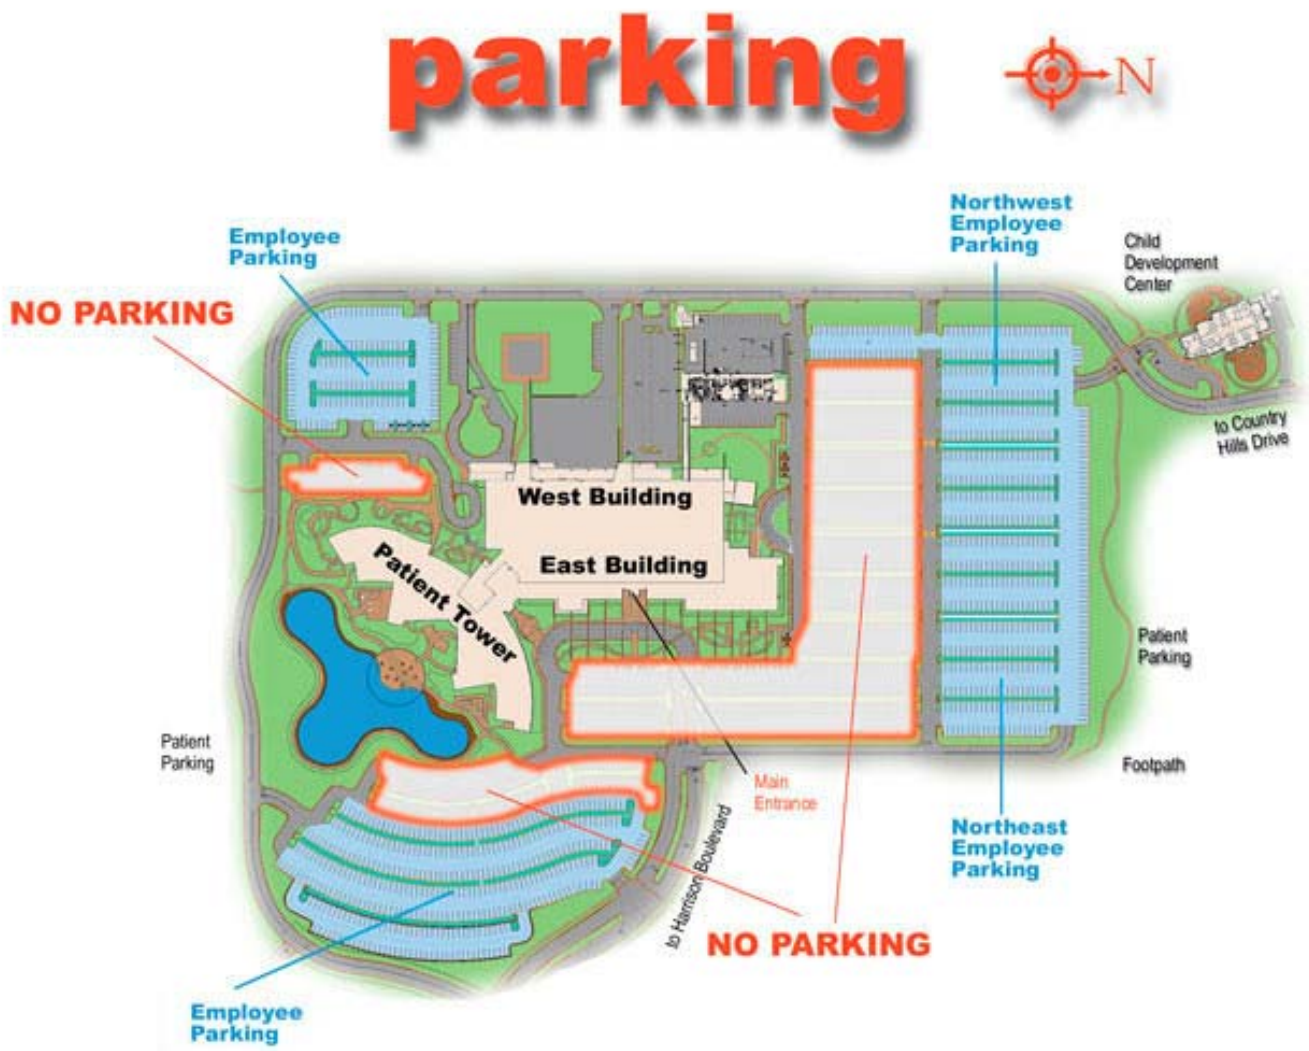 parking
N
Northwest
Employee
Parking
Employee
Parking
Child
Development
Center
NO PARKING
to Country
Hills Drive
West Building
East Building
Patient Tower
Patient
Parking
Patient
Parking
Footpath
Main
Entrance
to Harrison Boulevard
Northeast
Employee
Parking
NO PARKING
Employee
Parking